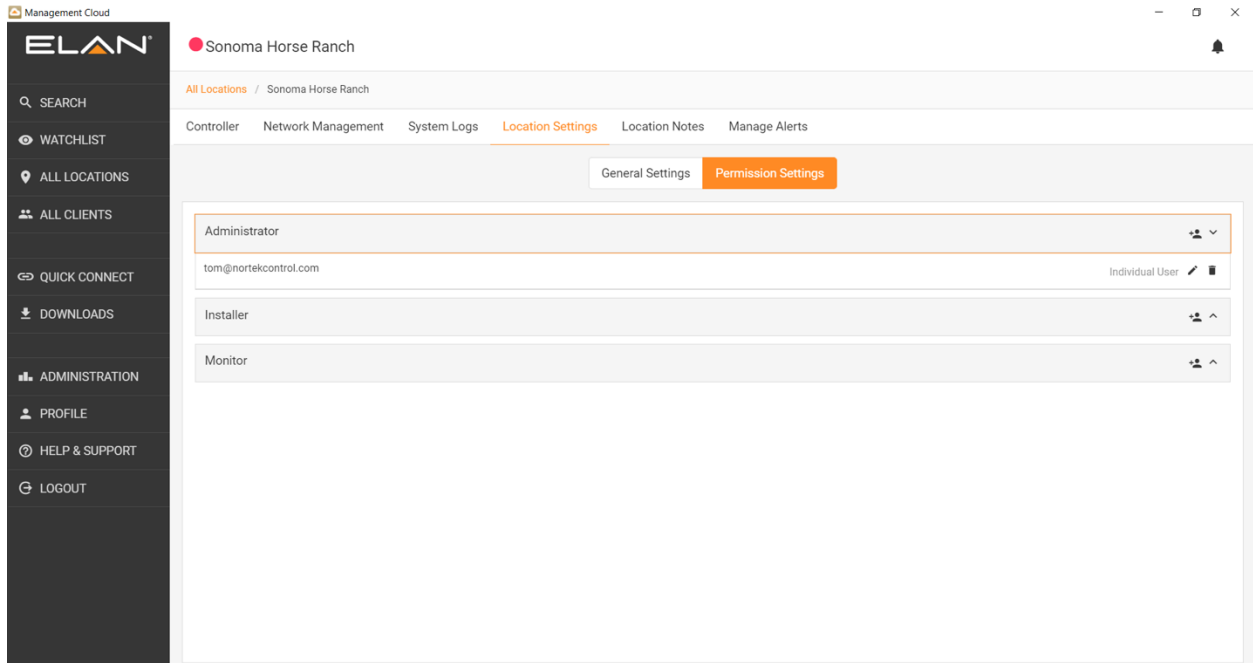 Management Cloud
ELAN®
Sonoma Horse Ranch
All Locations / Sonoma Horse Ranch
SEARCH
WATCHLIST
ALL LOCATIONS
ALL CLIENTS
QUICK CONNECT
DOWNLOADS
ADMINISTRATION
PROFILE
HELP & SUPPORT
LOGOUT
Controller Network Management System Logs Location Settings Location Notes Manage Alerts
General Settings Permission Settings
Administrator
tom@nortekcontrol.com Individual User
Installer
Monitor